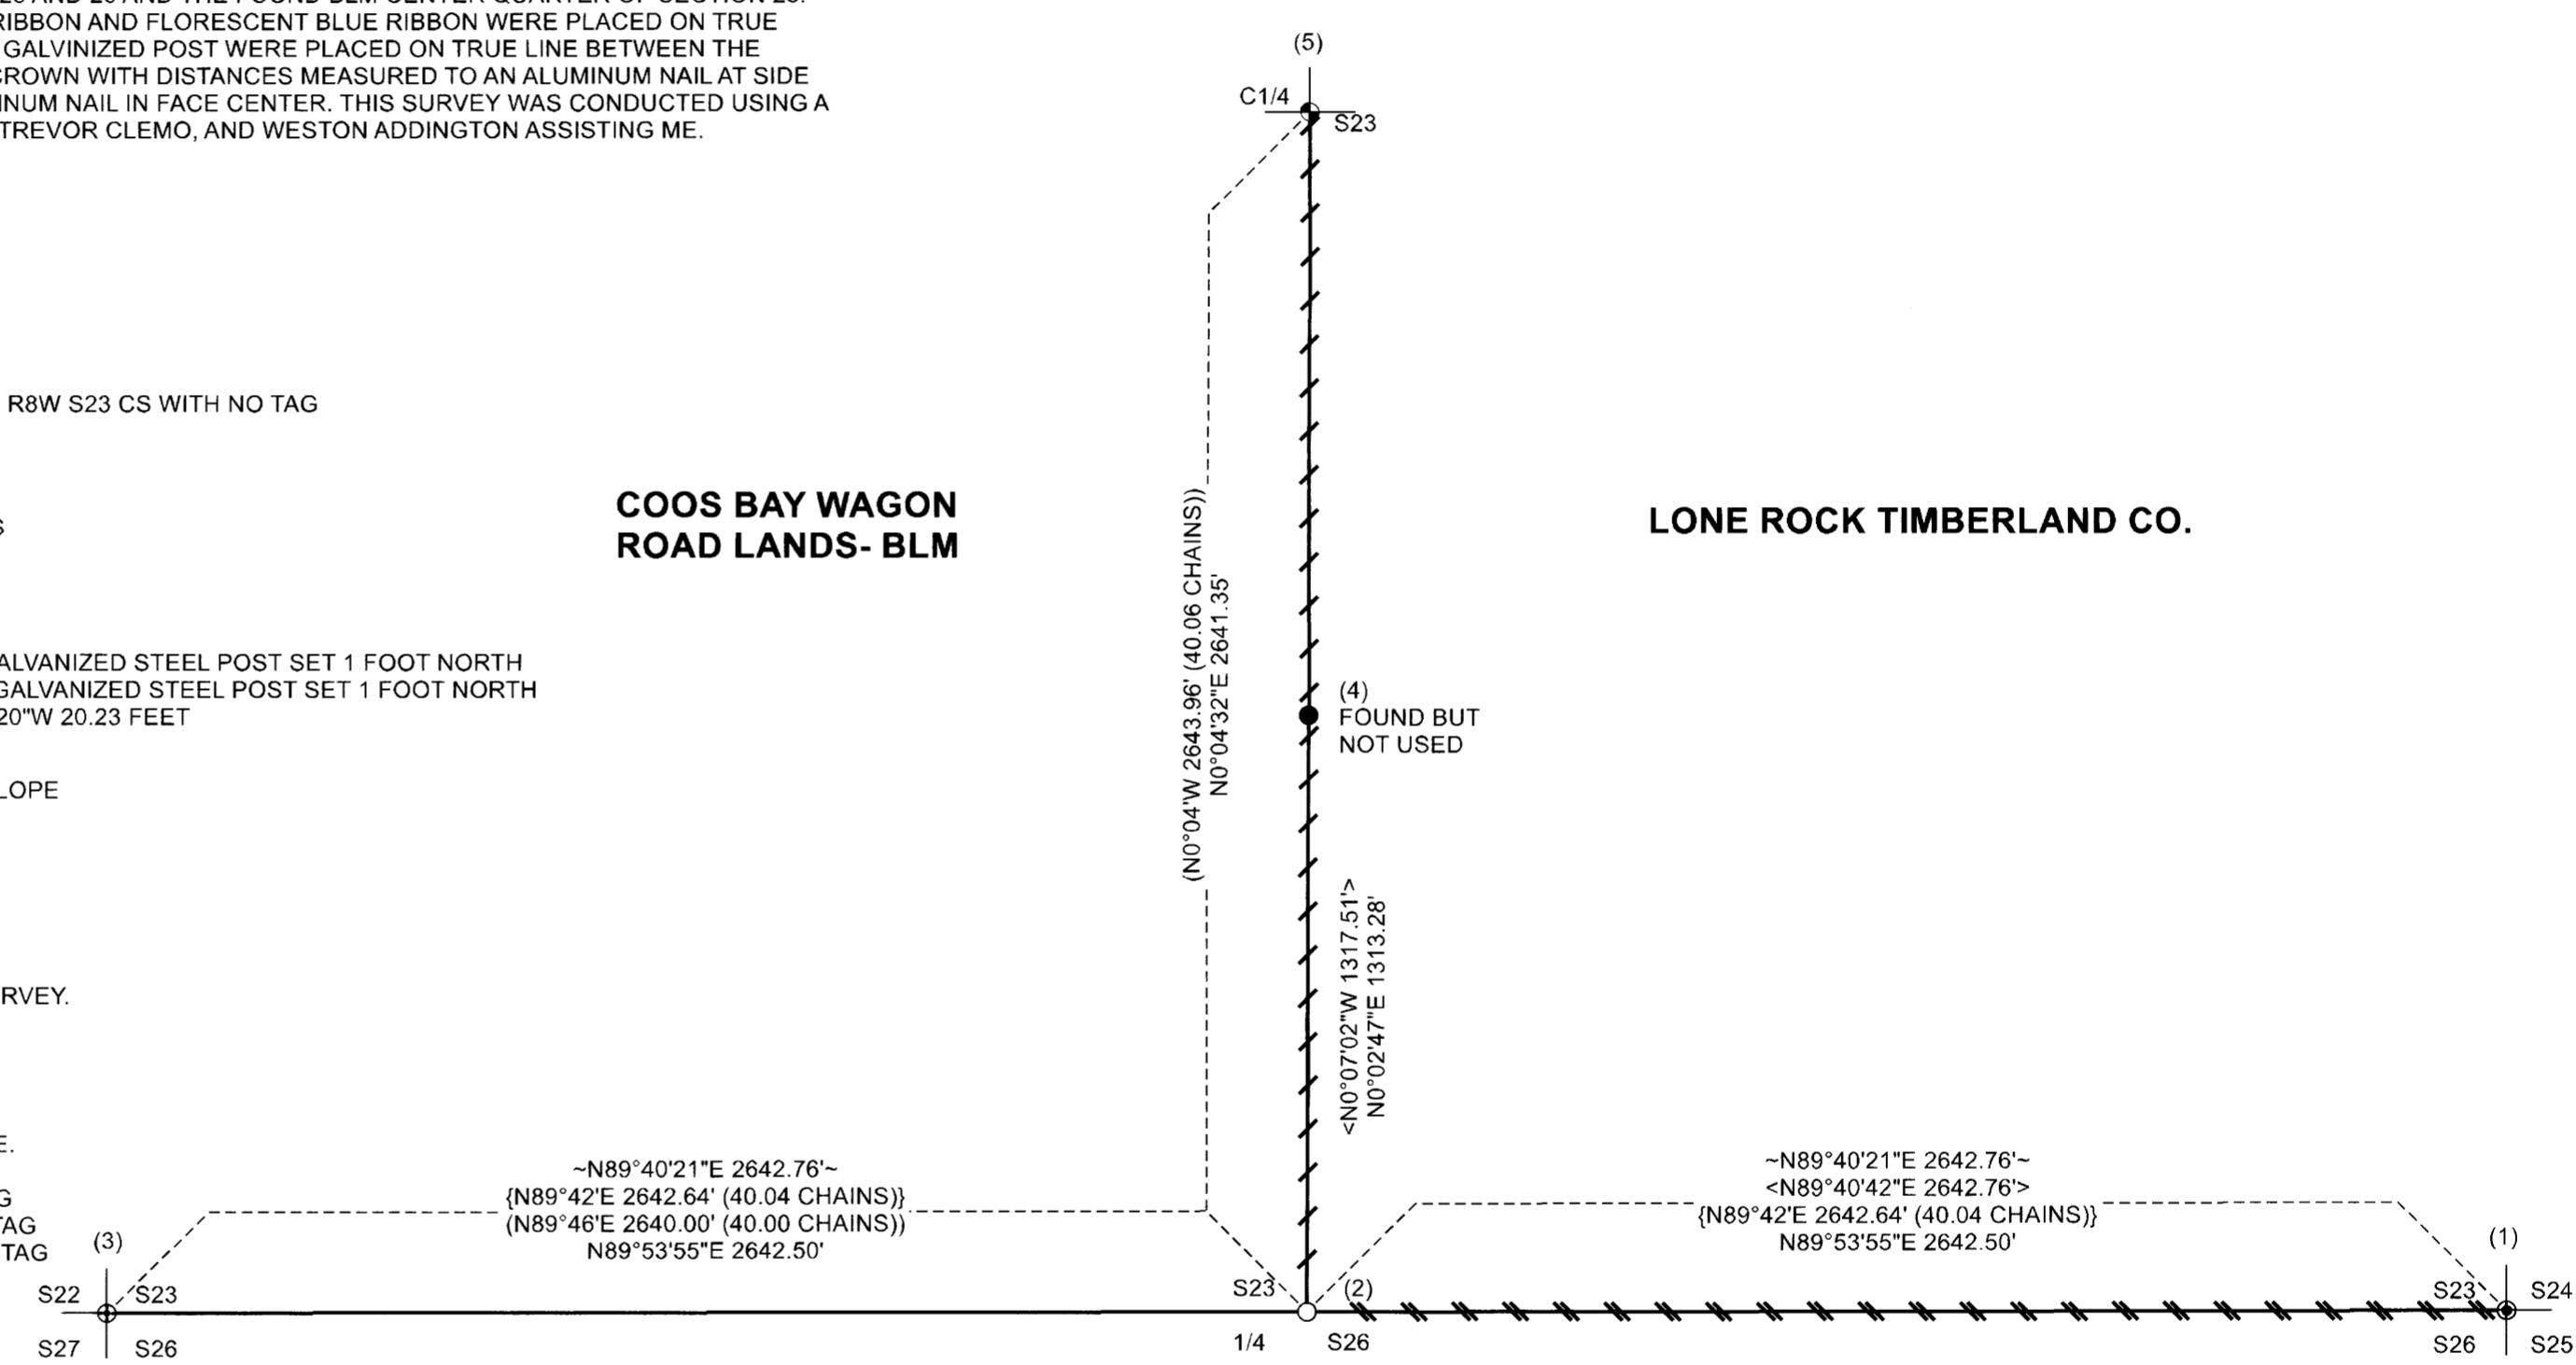 RIBBON AND FLORESCENT BLUE RIBBON WERE PLACED ON TRUE
GALVINIZED POST WERE PLACED ON TRUE LINE BETWEEN THE
CROWN WITH DISTANCES MEASURED TO AN ALUMINUM NAIL AT SIDE
NAIL IN FACE CENTER. THIS SURVEY WAS CONDUCTED USING A
TREVOR CLEMO, AND WESTON ADDINGTON ASSISTING ME.
(5)
C1/4
S23
R8W S23 CS WITH NO TAG
COOS BAY WAGON
ROAD LANDS- BLM
LONE ROCK TIMBERLAND CO.
(N0°04'W 2643.96' (40.06 CHAINS))
N0°04'32"E 2641.35'
STEEL POST SET 1 FOOT NORTH
GALVANIZED STEEL POST SET 1 FOOT NORTH
20"W 20.23 FEET
(4)
FOUND BUT
NOT USED
<N0°07'02"W 1317.51'>
N0°02'47"E 1313.28'
~N89°40'21"E 2642.76'~
{N89°42'E 2642.64' (40.04 CHAINS)}
(N89°46'E 2640.00' (40.00 CHAINS))
N89°53'55"E 2642.50'
~N89°40'21"E 2642.76'~
<N89°40'42"E 2642.76'>
{N89°42'E 2642.64' (40.04 CHAINS)}
N89°53'55"E 2642.50'
TAG
(3)
(1)
S22 S23
S23 (2)
S23 S24
S27 S26
1/4 S26
S26 S25